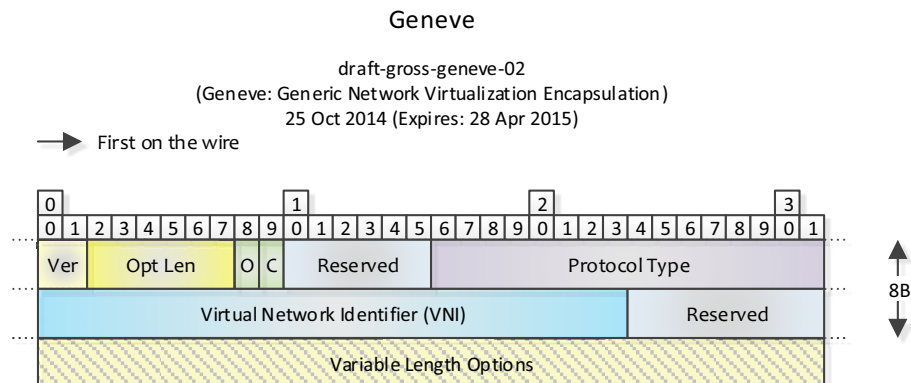 Geneve
draft-gross-geneve-02
(Geneve: Generic Network Virtualization Encapsulation)
25 Oct 2014 (Expires: 28 Apr 2015)
First on the wire
0 1 2 3
0 1 2 3 4 5 6 7 8 9 0 1 2 3 4 5 6 7 8 9 0 1 2 3 4 5 6 7 8 9 0 1
Ver Opt Len O C Reserved Protocol Type
8B
Virtual Network Identifier (VNI) Reserved
Variable Length Options